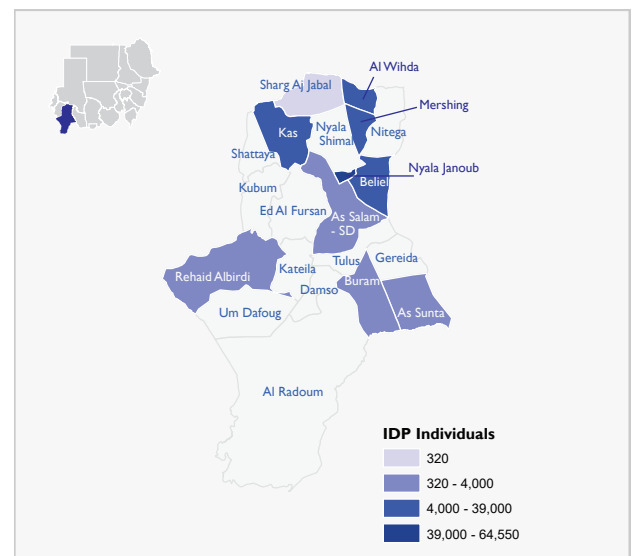 Al Wihda
Sharg Aj Jabal
Mershing
Kas
Nyala
Shimal
Nitega
Shattaya
Nyala Janoub
Beliel
Kubum
Ed Al Fursan
As Salam
- SD
Tulus
Gereida
Rehaid Albirdi
Kateila
Buram
Damso
Um Dafoug
As Sunta
Al Radoum
IDP Individuals
320
320 - 4,000
4,000 - 39,000
39,000 - 64,550